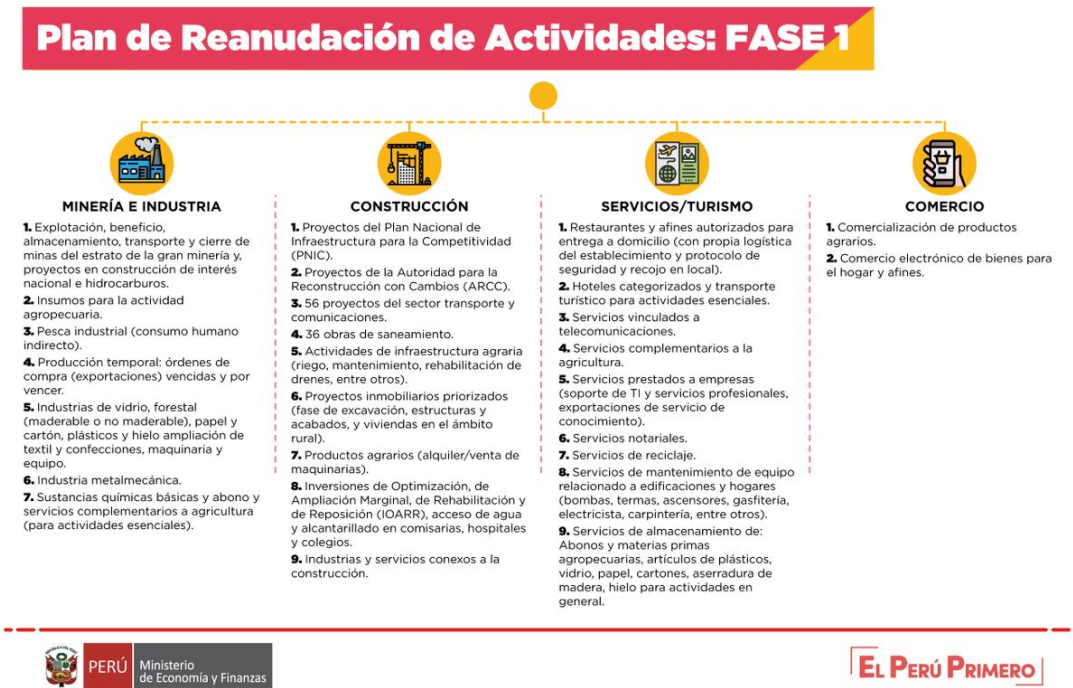 Plan de Reanudación de Actividades: FASE 1
MINERÍA E INDUSTRIA
1. Explotación, beneficio,
almacenamiento, transporte y cierre de
minas del estrato de la gran minería y,
proyectos en construcción de interés
nacional e hidrocarburos.
2. Insumos para la actividad
agropecuaria.
3. Pesca industrial (consumo humano
indirecto).
4. Producción temporal: órdenes de
compra (exportaciones) vencidas y por
vencer.
5. Industrias de vidrio, forestal
(maderable o no maderable), papel y
cartón, plásticos y hielo ampliación de
textil y confecciones, maquinaria y
equipo.
6. Industria metalmecánica.
7. Sustancias químicas básicas y abono y
servicios complementarios a agricultura
(para actividades esenciales).
CONSTRUCCIÓN
1. Proyectos del Plan Nacional de
Infraestructura para la Competitividad
(PNIC).
2. Proyectos de la Autoridad para la
Reconstrucción con Cambios (ARCC).
3. 56 proyectos del sector transporte y
comunicaciones.
4. 36 obras de saneamiento.
5. Actividades de infraestructura agraria
(riego, mantenimiento, rehabilitación de
drenes, entre otros).
6. Proyectos inmobiliarios priorizados
(fase de excavación, estructuras y
acabados, y viviendas en el ámbito
rural).
7. Productos agrarios (alquiler/venta de
maquinarias).
8. Inversiones de Optimización, de
Ampliación Marginal, de Rehabilitación y
de Reposición (IOARR), acceso de agua
y alcantarillado en comisarias, hospitales
y colegios.
9. Industrias y servicios conexos a la
construcción.
SERVICIOS/TURISMO
1. Restaurantes y afines autorizados para
entrega a domicilio (con propia logística
del establecimiento y protocolo de
seguridad y recojo en local).
2. Hoteles categorizados y transporte
turístico para actividades esenciales.
3. Servicios vinculados a
telecomunicaciones.
4. Servicios complementarios a la
agricultura.
5. Servicios prestados a empresas
(soporte de TI y servicios profesionales,
exportaciones de servicio de
conocimiento).
6. Servicios notariales.
7. Servicios de reciclaje.
8. Servicios de mantenimiento de equipo
relacionado a edificaciones y hogares
(bombas, termas, ascensores, gasfitería,
electricista, carpintería, entre otros).
9. Servicios de almacenamiento de:
Abonos y materias primas
agropecuarias, artículos de plásticos,
vidrio, papel, cartones, aserradura de
madera, hielo para actividades en
general.
COMERCIO
1. Comercialización de productos
agrarios.
2. Comercio electrónico de bienes para
el hogar y afines.
PERÚ
Ministerio
de Economía y Finanzas
EL PERÚ PRIMERO